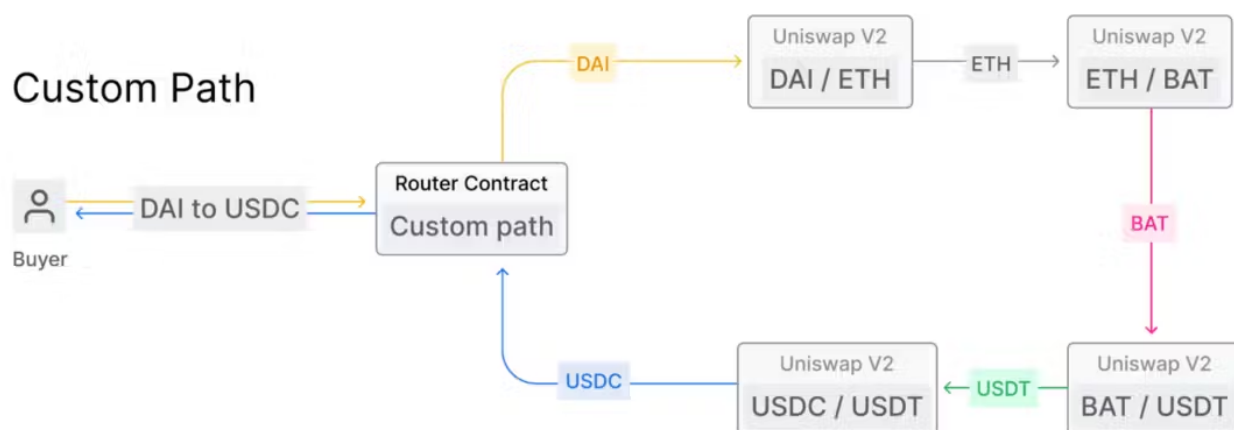 Custom Path
DAI to USDC
Buyer
Router Contract
Custom path
DAI
Uniswap V2
DAI / ETH
ETH
Uniswap V2
ETH / BAT
BAT
Uniswap V2
BAT / USDT
USDT
Uniswap V2
USDC / USDT
USDC